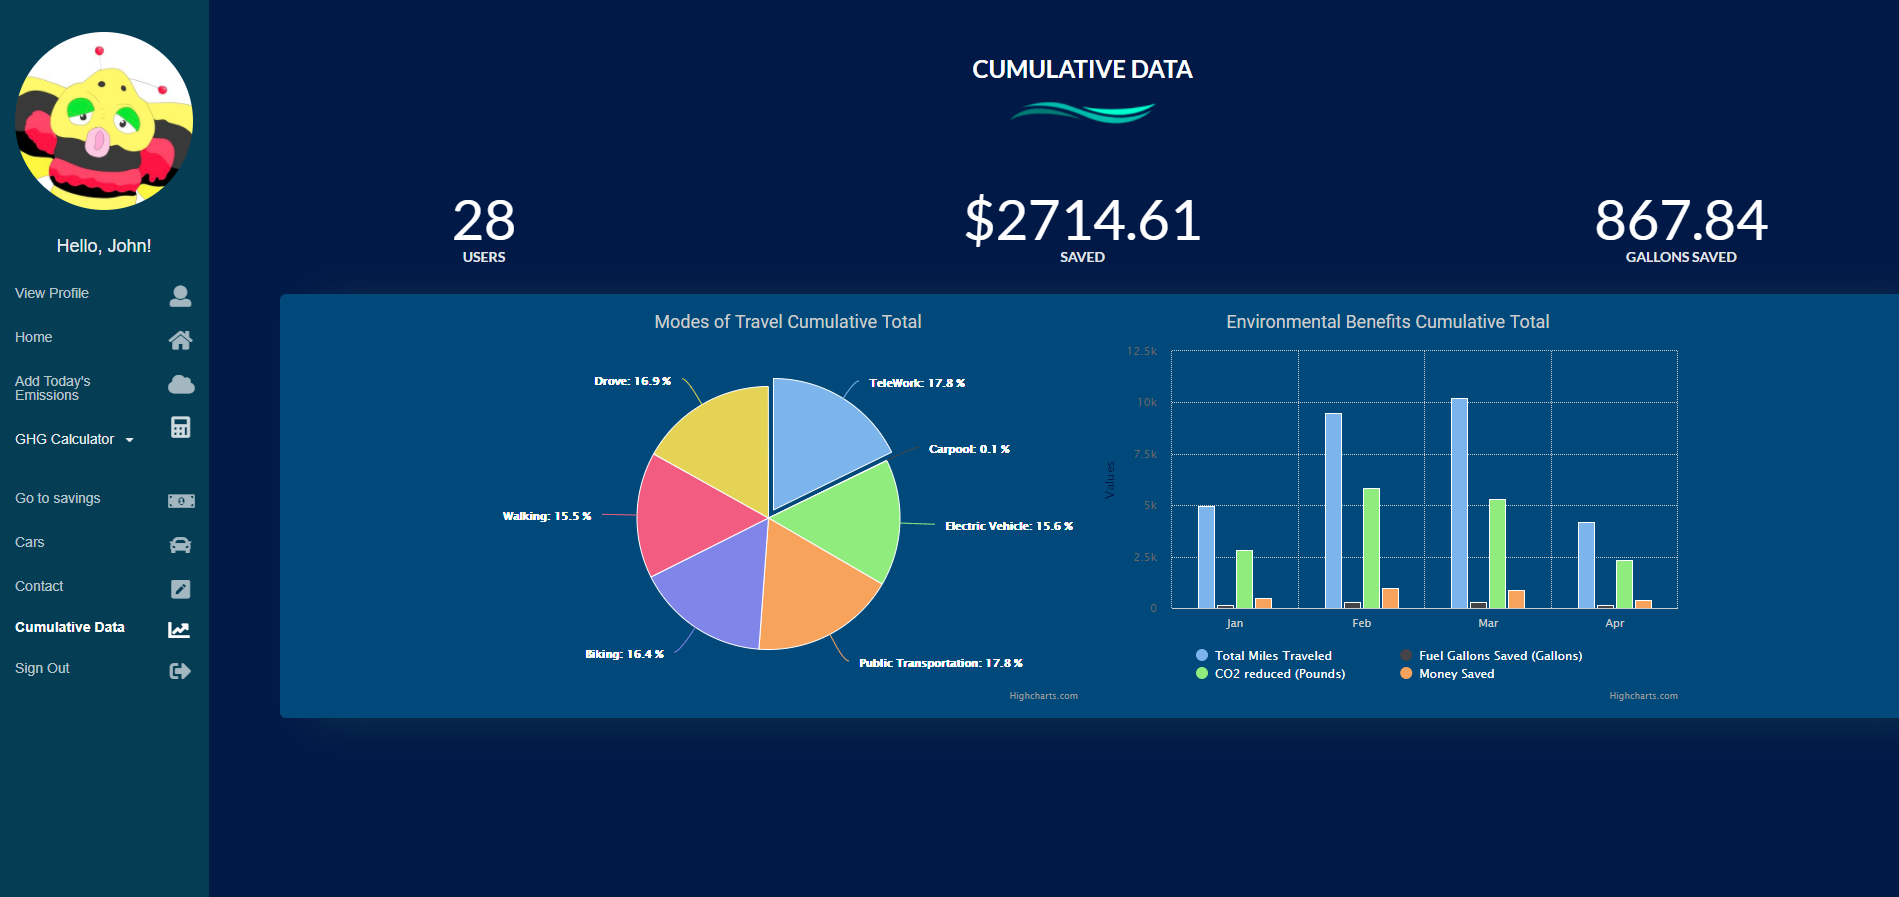 Hello, John!
View Profile
Home
Add Today's
Emissions
GHG Calculator
Go to savings
Cars
Contact
Cumulative Data
Sign Out
CUMULATIVE DATA
28
USERS
$2714.61
SAVED
867.84
GALLONS SAVED
Modes of Travel Cumulative Total
Drove: 16.9 %
TeleWork: 17.8 %
Carpool: 0.1 %
Walking: 15.5 %
Electric Vehicle: 15.6 %
Biking: 16.4 %
Public Transportation: 17.8 %
Highcharts.com
Environmental Benefits Cumulative Total
Values
12.5k
10k
7.5k
5k
2.5k
0
Jan Feb Mar Apr
Total Miles Traveled Fuel Gallons Saved (Gallons)
CO2 reduced (Pounds) Money Saved
Highcharts.com